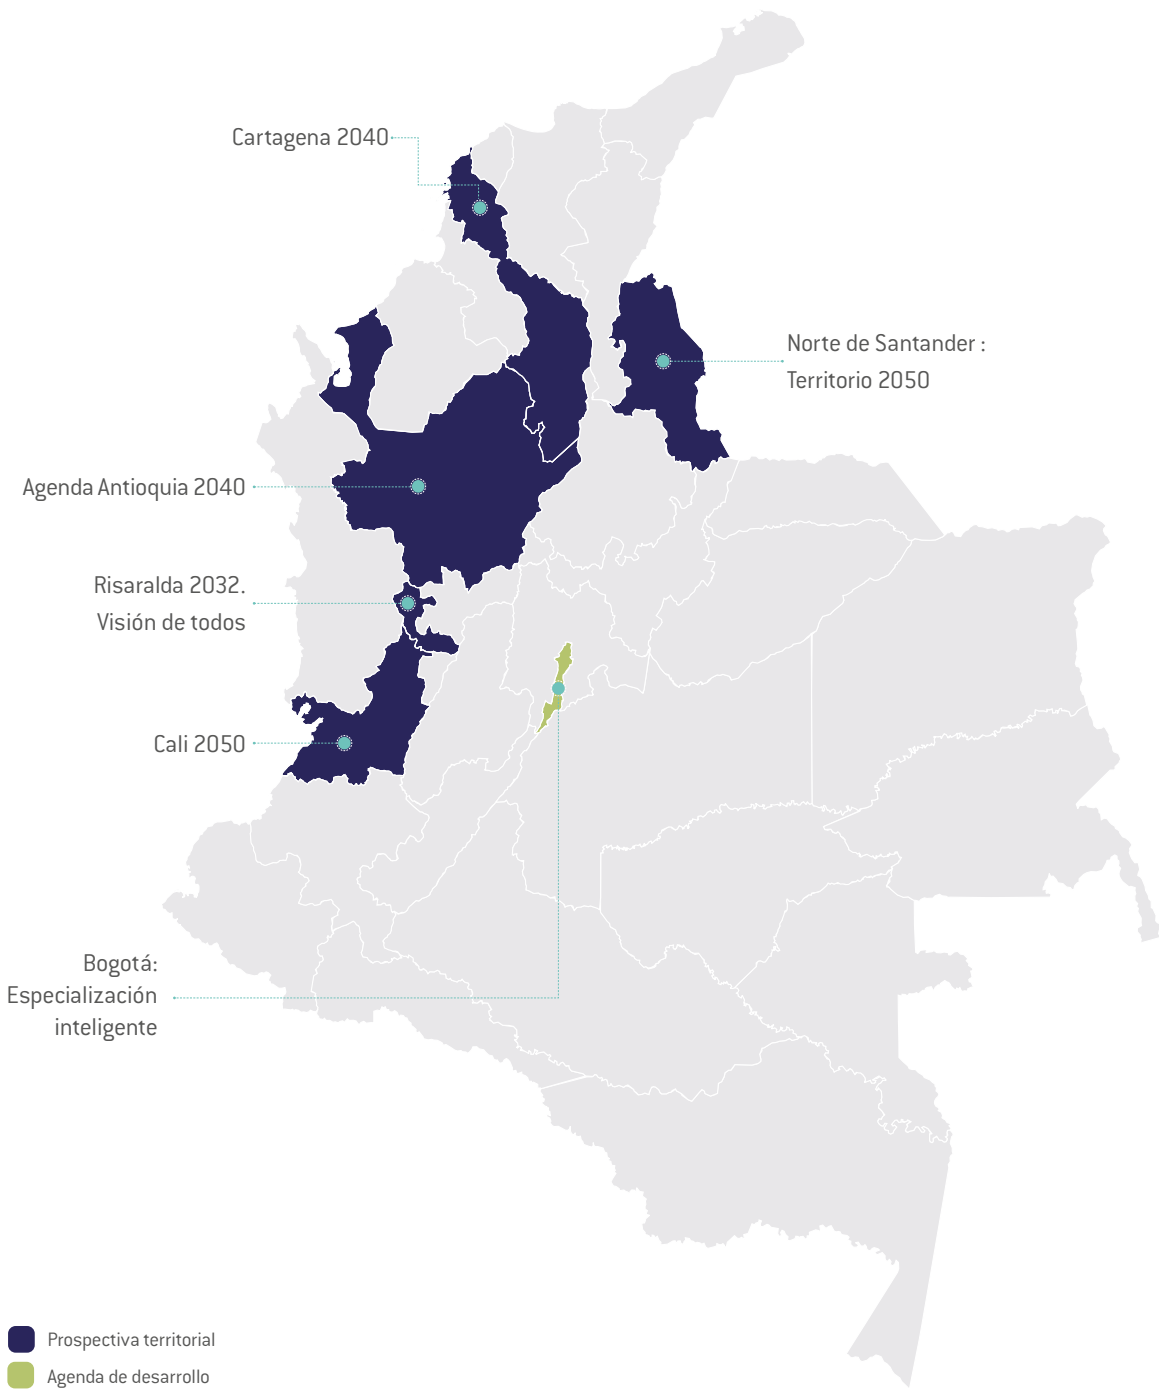 Cartagena 2040
Norte de Santander :
Territorio 2050
Agenda Antioquia 2040
Risaralda 2032.
Visión de todos
Cali 2050
Bogotá:
Especialización
inteligente
Prospectiva territorial
Agenda de desarrollo